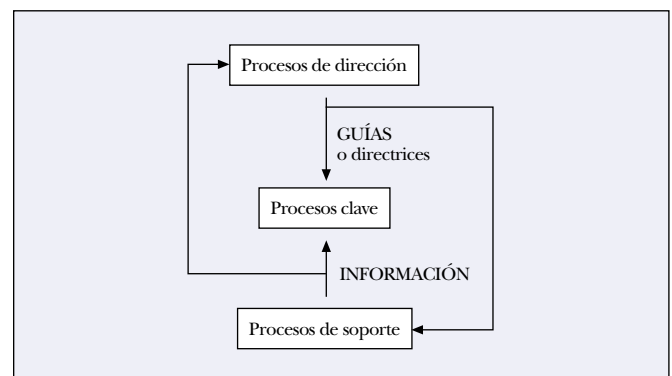 Procesos de dirección
GUÍAS
o directrices
Procesos clave
INFORMACIÓN
Procesos de soporte